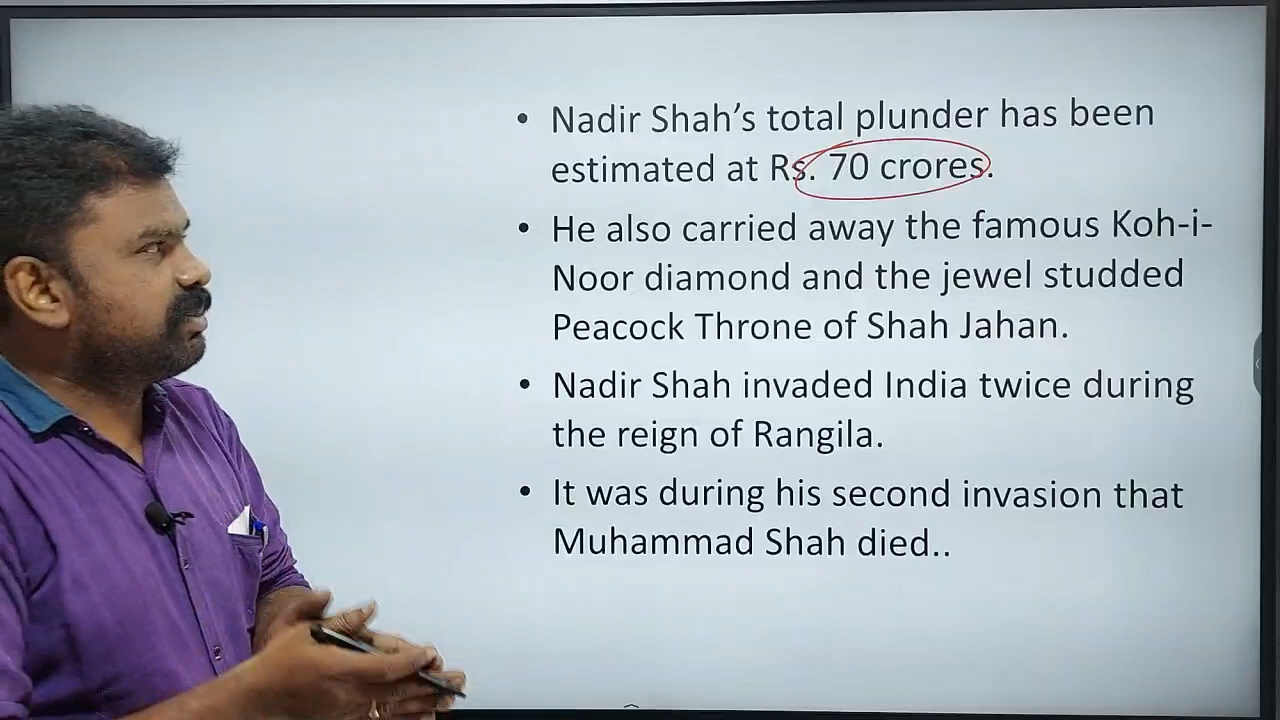 • Nadir Shah’s total plunder has been
estimated at Rs. 70 crores.
• He also carried away the famous Koh-i-
Noor diamond and the jewel studded
Peacock Throne of Shah Jahan.
• Nadir Shah invaded India twice during
the reign of Rangila.
• It was during his second invasion that
Muhammad Shah died..